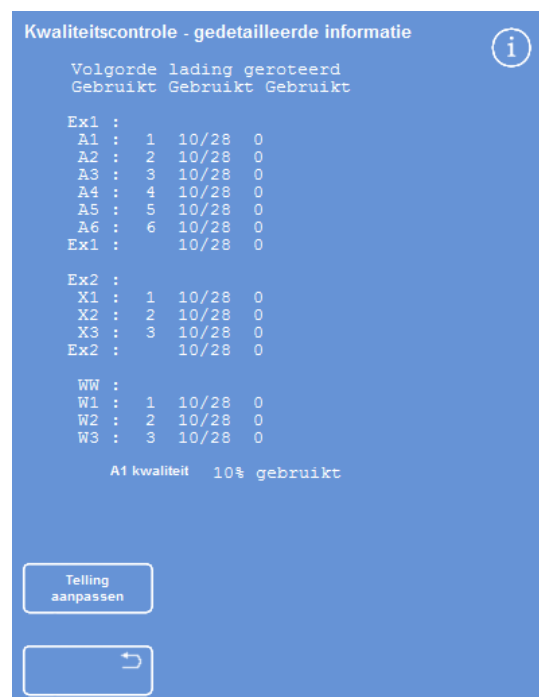 Kwaliteitscontrole - gedetailleerde informatie
i
Volgorde lading geroteerd
Gebruikt Gebruikt Gebruikt
Ex1 :
A1 : 1 10/28 0
A2 : 2 10/28 0
A3 : 3 10/28 0
A4 : 4 10/28 0
A5 : 5 10/28 0
A6 : 6 10/28 0
Ex1 : 10/28 0
Ex2 :
X1 : 1 10/28 0
X2 : 2 10/28 0
X3 : 3 10/28 0
Ex2 : 10/28 0
WW :
W1 : 1 10/28 0
W2 : 2 10/28 0
W3 : 3 10/28 0
A1 kwaliteit 10% gebruikt
Telling
aanpassen